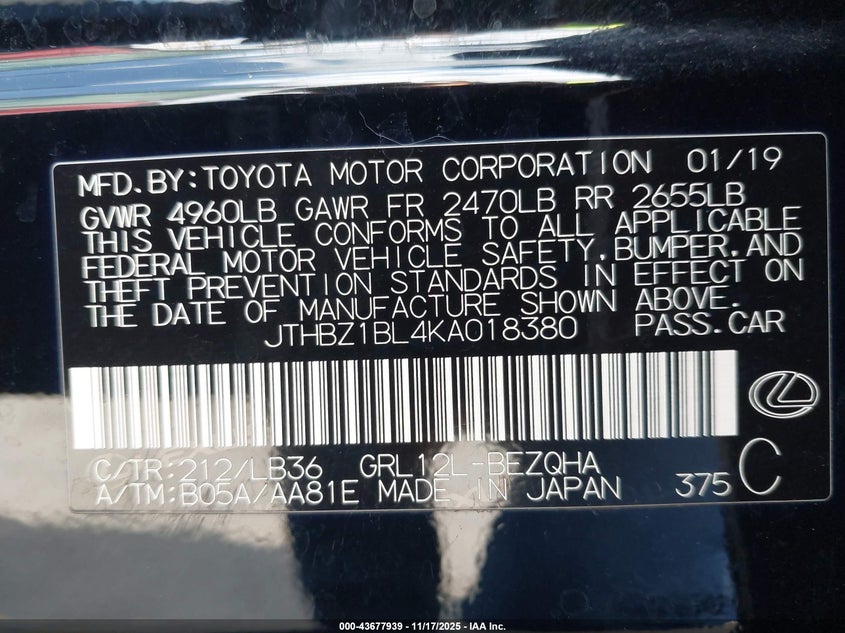 MFD.BY:TOYOTA MOTOR CORPORATION 01/19
GVWR 4960LB GAWR FR 2470LB RR 2655LB
THIS VEHICLE CONFORMS TO ALL APPLICABLE
FEDERAL MOTOR VEHICLE SAFETY,BUMPER,AND
THEFT PREVENTION STANDARDS IN EFFECT ON
THE DATE OF MANUFACTURE SHOWN ABOVE.
JTHBZ1BL4KA018380 PASS.CAR
C/TR:212/LB36 GRL12L-BEZQHA
A/TM:B05A/AA81E MADE IN JAPAN 375 C
000-43677939 - 11/17/2025 - IAA Inc.